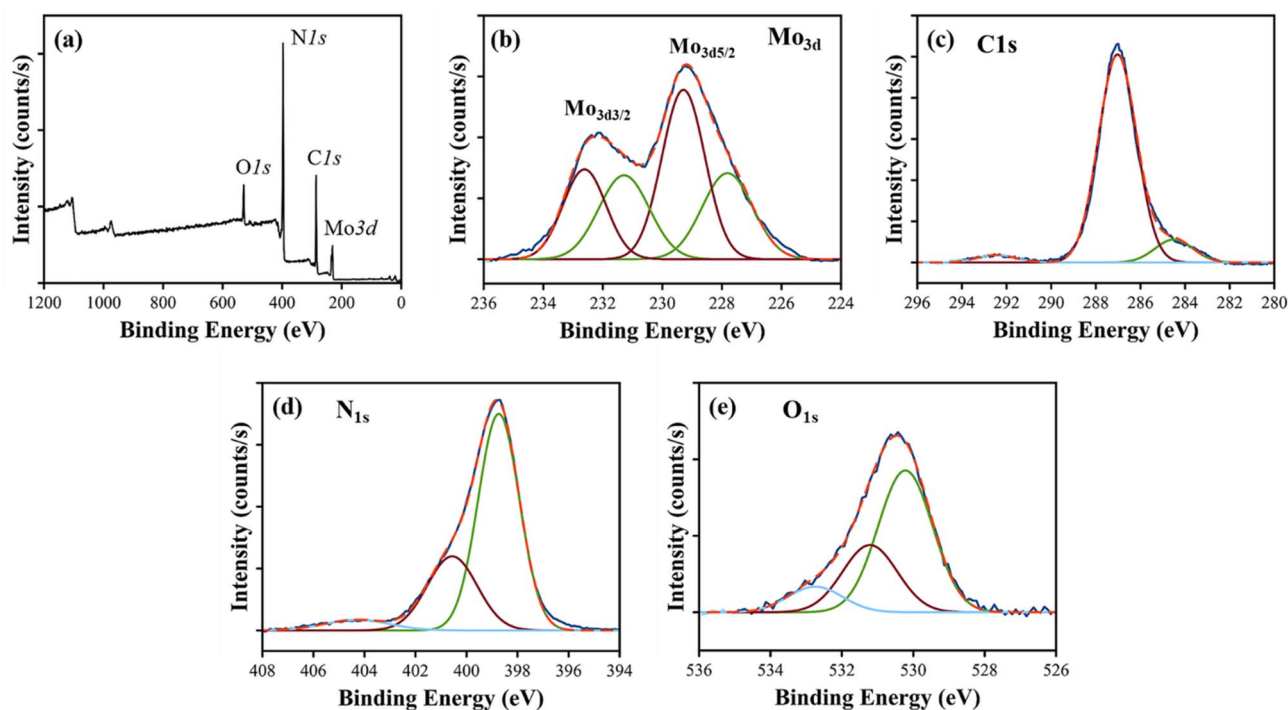 (a)
N1s
O1s
C1s
Mo3d
Intensity (counts/s)
1200 1000 800 600 400 200 0
Binding Energy (eV)
(b)
Mo3d5/2
Mo3d
Mo3d3/2
Intensity (counts/s)
236 234 232 230 228 226 224
Binding Energy (eV)
(c)
C1s
Intensity (counts/s)
296 294 292 290 288 286 284 282 280
Binding Energy (eV)
(d)
N1s
Intensity (counts/s)
408 406 404 402 400 398 396 394
Binding Energy (eV)
(e)
O1s
Intensity (counts/s)
536 534 532 530 528 526
Binding Energy (eV)